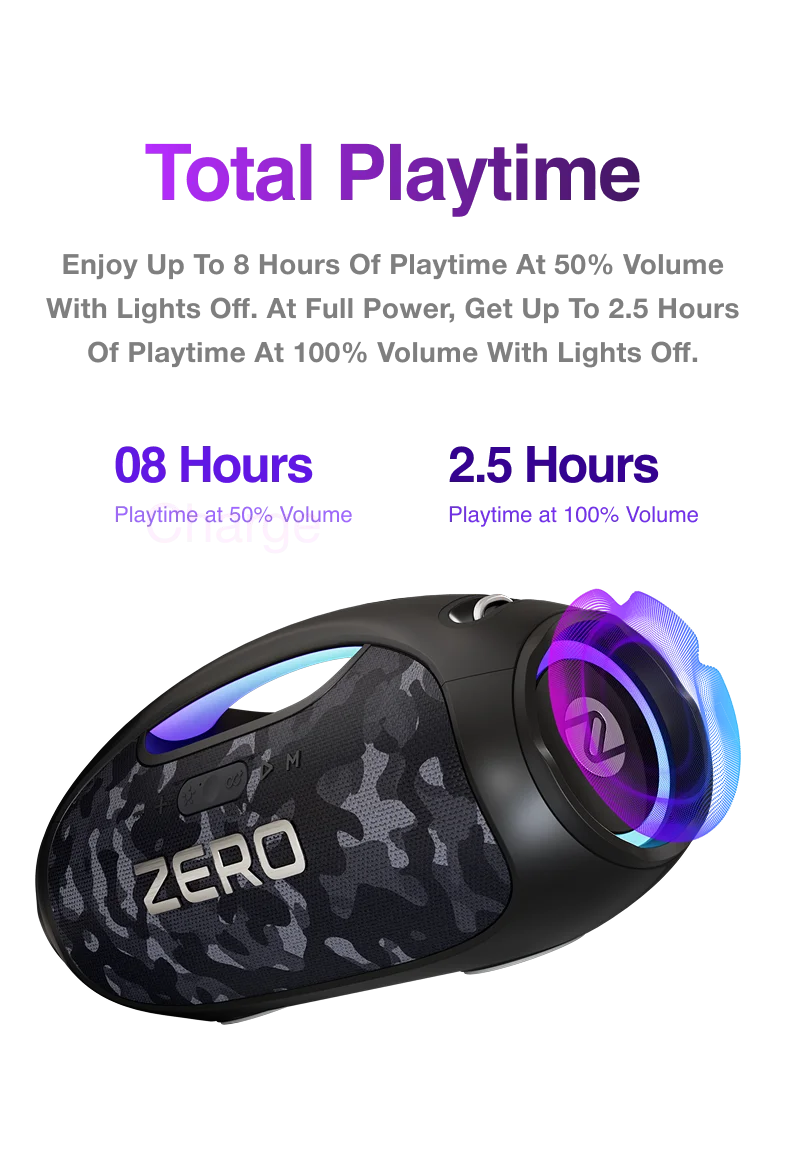 Total Playtime
Enjoy Up To 8 Hours Of Playtime At 50% Volume
With Lights Off. At Full Power, Get Up To 2.5 Hours
Of Playtime At 100% Volume With Lights Off.
08 Hours
2.5 Hours
Playtime at 50% Volume
Playtime at 100% Volume
Charge
M
ZERO